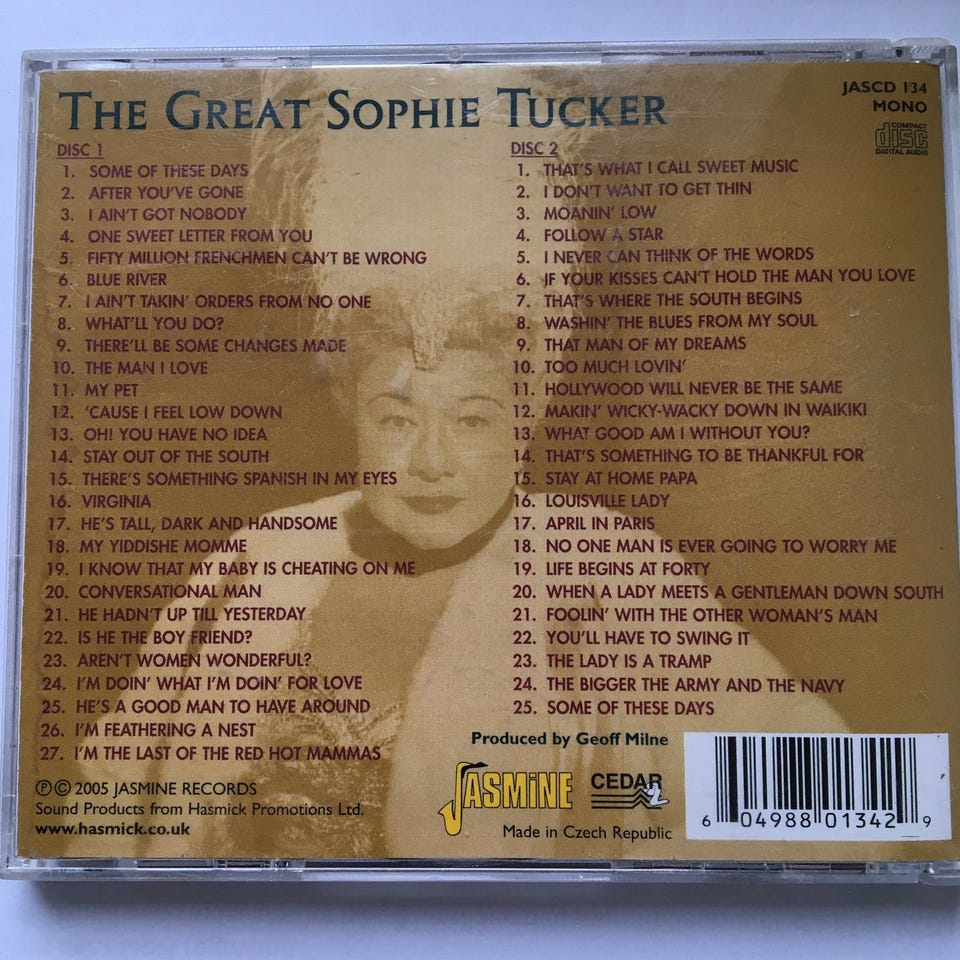 THE GREAT SOPHIE TUCKER
JASCD 134
MONO
COMPACT
disc
DIGITAL AUDIO
DISC 1
1. SOME OF THESE DAYS
2. AFTER YOU'VE GONE
3. I AIN'T GOT NOBODY
4. ONE SWEET LETTER FROM YOU
5. FIFTY MILLION FRENCHMEN CAN'T BE WRONG
6. BLUE RIVER
7. I AIN'T TAKIN' ORDERS FROM NO ONE
8. WHAT'LL YOU DO?
9. THERE'LL BE SOME CHANGES MADE
10. THE MAN I LOVE
11. MY PET
12. 'CAUSE I FEEL LOW DOWN
13. OH! YOU HAVE NO IDEA
14. STAY OUT OF THE SOUTH
15. THERE'S SOMETHING SPANISH IN MY EYES
16. VIRGINIA
17. HE'S TALL, DARK AND HANDSOME
18. MY YIDDISHE MOMME
19. I KNOW THAT MY BABY IS CHEATING ON ME
20. CONVERSATIONAL MAN
21. HE HADN'T UP TILL YESTERDAY
22. IS HE THE BOY FRIEND?
23. AREN'T WOMEN WONDERFUL?
24. I'M DOIN' WHAT I'M DOIN' FOR LOVE
25. HE'S A GOOD MAN TO HAVE AROUND
26. I'M FEATHERING A NEST
27. I'M THE LAST OF THE RED HOT MAMMAS
DISC 2
1. THAT'S WHAT I CALL SWEET MUSIC
2. I DON'T WANT TO GET THIN
3. MOANIN' LOW
4. FOLLOW A STAR
5. I NEVER CAN THINK OF THE WORDS
6. IF YOUR KISSES CAN'T HOLD THE MAN YOU LOVE
7. THAT'S WHERE THE SOUTH BEGINS
8. WASHIN' THE BLUES FROM MY SOUL
9. THAT MAN OF MY DREAMS
10. TOO MUCH LOVIN'
11. HOLLYWOOD WILL NEVER BE THE SAME
12. MAKIN' WICKY-WACKY DOWN IN WAIKIKI
13. WHAT GOOD AM I WITHOUT YOU?
14. THAT'S SOMETHING TO BE THANKFUL FOR
15. STAY AT HOME PAPA
16. LOUISVILLE LADY
17. APRIL IN PARIS
18. NO ONE MAN IS EVER GOING TO WORRY ME
19. LIFE BEGINS AT FORTY
20. WHEN A LADY MEETS A GENTLEMAN DOWN SOUTH
21. FOOLIN' WITH THE OTHER WOMAN'S MAN
22. YOU'LL HAVE TO SWING IT
23. THE LADY IS A TRAMP
24. THE BIGGER THE ARMY AND THE NAVY
25. SOME OF THESE DAYS
Produced by Geoff Milne
℗ © 2005 JASMINE RECORDS
Sound Products from Hasmick Promotions Ltd.
www.hasmick.co.uk
JASMiNE
CEDAR 2
Made in Czech Republic
6 04988 01342 9